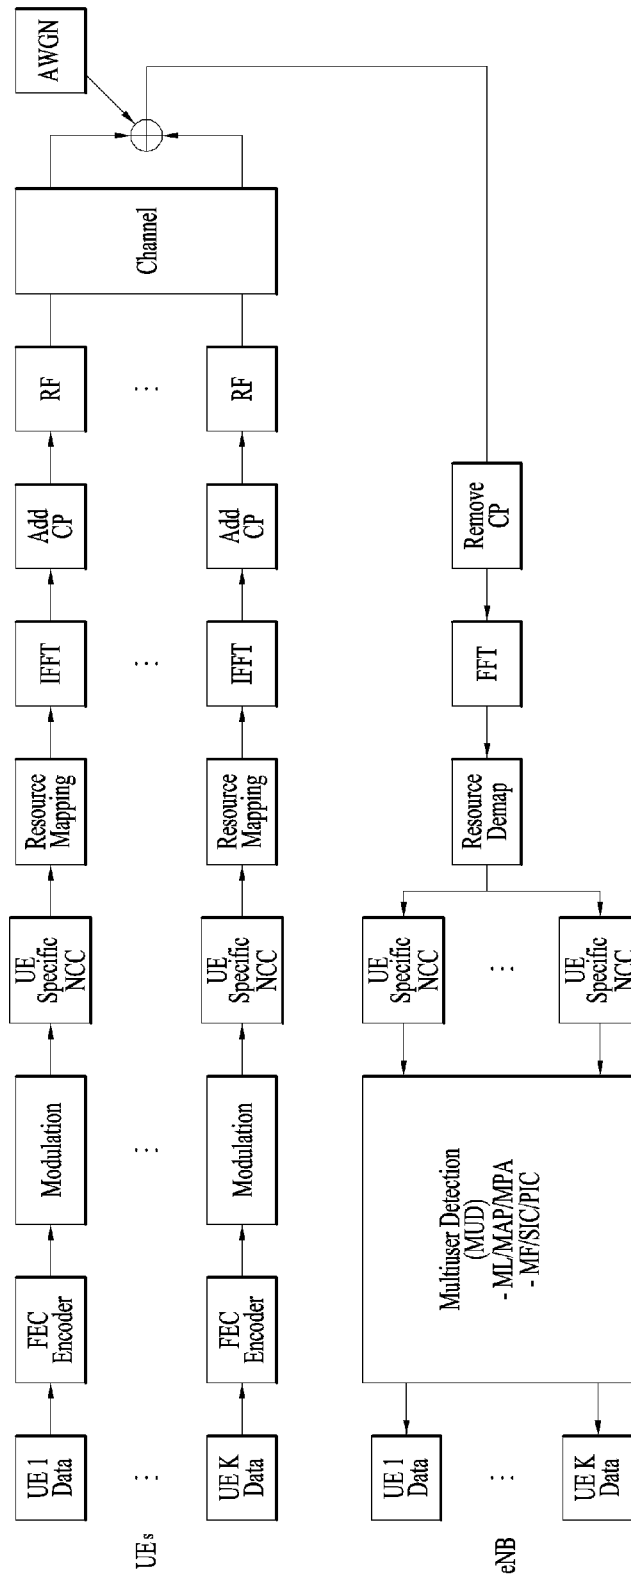 UEs
UE 1
Data
FEC
Encoder
Modulation
UE
Specific
NCC
Resource
Mapping
IFFT
Add
CP
RF
Channel
AWGN
...
...
...
...
UE K
Data
FEC
Encoder
Modulation
UE
Specific
NCC
Resource
Mapping
IFFT
Add
CP
RF
eNB
UE 1
Data
...
UE K
Data
Multiuser Detection
(MUD)
- ML/MAP/MPA
- MF/SIC/PIC
UE
Specific
NCC
...
UE
Specific
NCC
Resource
Demap
FFT
Remove
CP